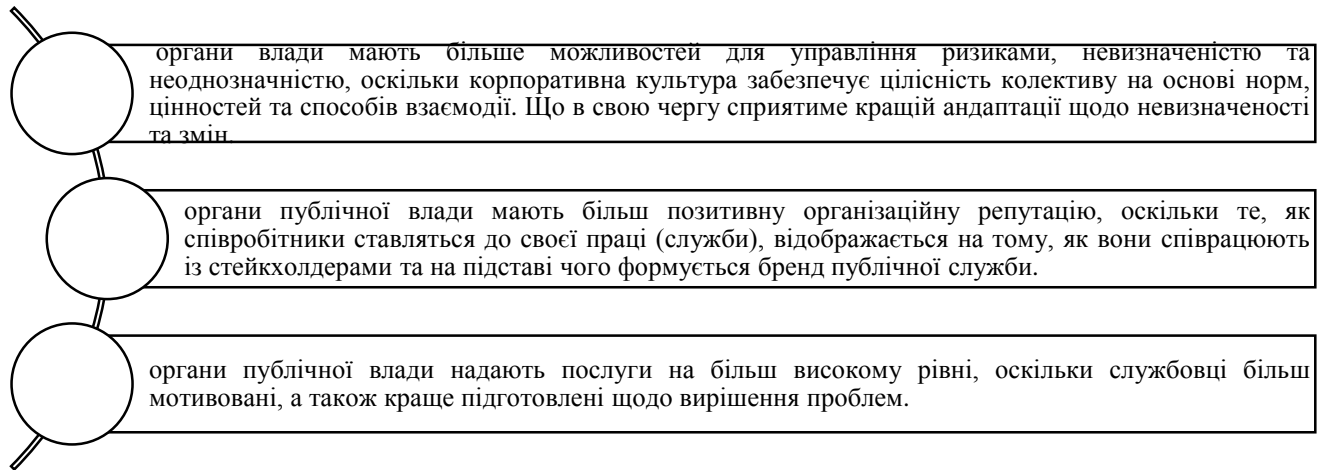 органи влади мають більше можливостей для управління ризиками, невизначеністю та
неоднозначністю, оскільки корпоративна культура забезпечує цілісність колективу на основі норм,
цінностей та способів взаємодії. Що в свою чергу сприятиме кращій андаптації щодо невизначеності
та змін.
органи публічної влади мають більш позитивну організаційну репутацію, оскільки те, як
співробітники ставляться до своєї праці (служби), відображається на тому, як вони співрацюють
із стейкхолдерами та на підставі чого формується бренд публічної служби.
органи публічної влади надають послуги на більш високому рівні, оскільки службовці більш
мотивовані, а також краще підготовлені щодо вирішення проблем.